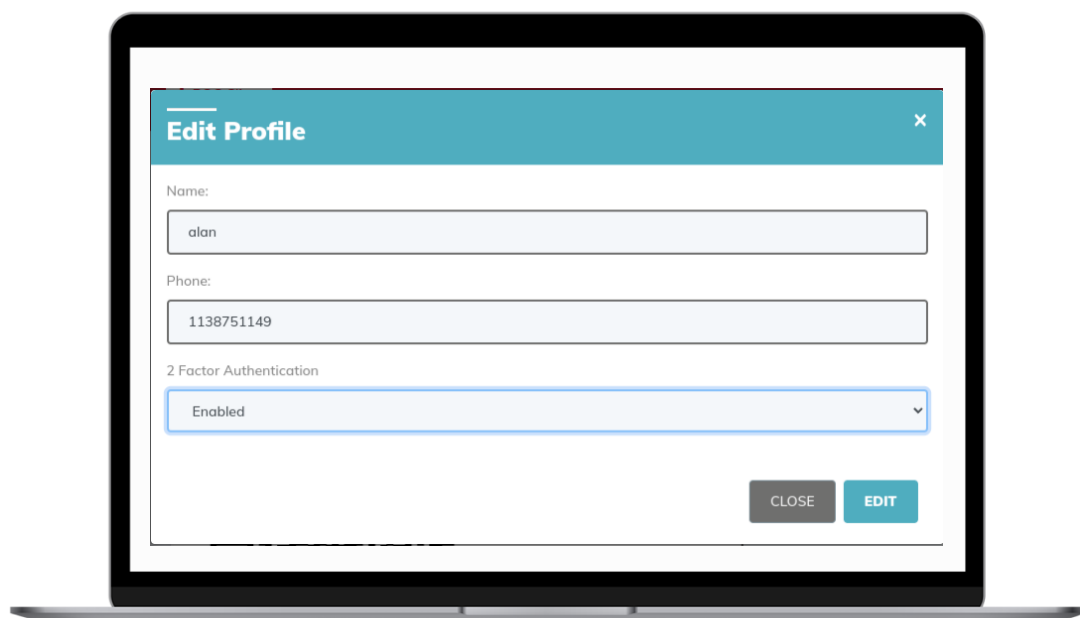 Edit Profile
×
Name:
alan
Phone:
1138751149
2 Factor Authentication
Enabled
CLOSE
EDIT